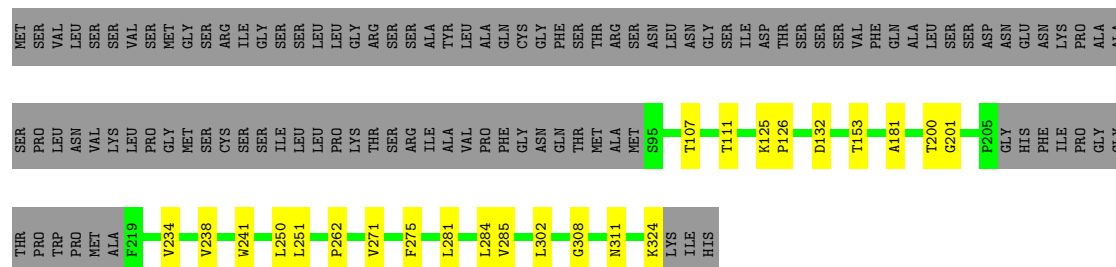 MET SER VAL LEU SER SER VAL SER MET GLY SER ARG ILE GLY SER SER LEU LEU GLY ARG SER SER ALA TYR LEU ALA GLN CYS GLY PHE SER THR ARG SER ASN LEU ASN GLY SER ILE ASP THR SER SER SER VAL PHE GLN ALA LEU SER SER ASP ASN GLU ASN LYS PRO ALA ALA
SER PRO LEU ASN VAL LYS LEU PRO GLY MET SER CYS SER SER ILE LEU LEU PRO LYS THR SER ARG ILE ALA VAL PRO PHE GLY ASN GLN THR MET ALA MET S95 T107 T111 K125 P126 D132 T153 A181 T200 G201 P205 GLY HIS PHE ILE PRO GLY GLY
THR PRO TRP PRO MET ALA F219 V234 V238 W241 L250 L251 P262 V271 F275 L281 L284 V285 L302 G308 N311 K324 LYS ILE HIS